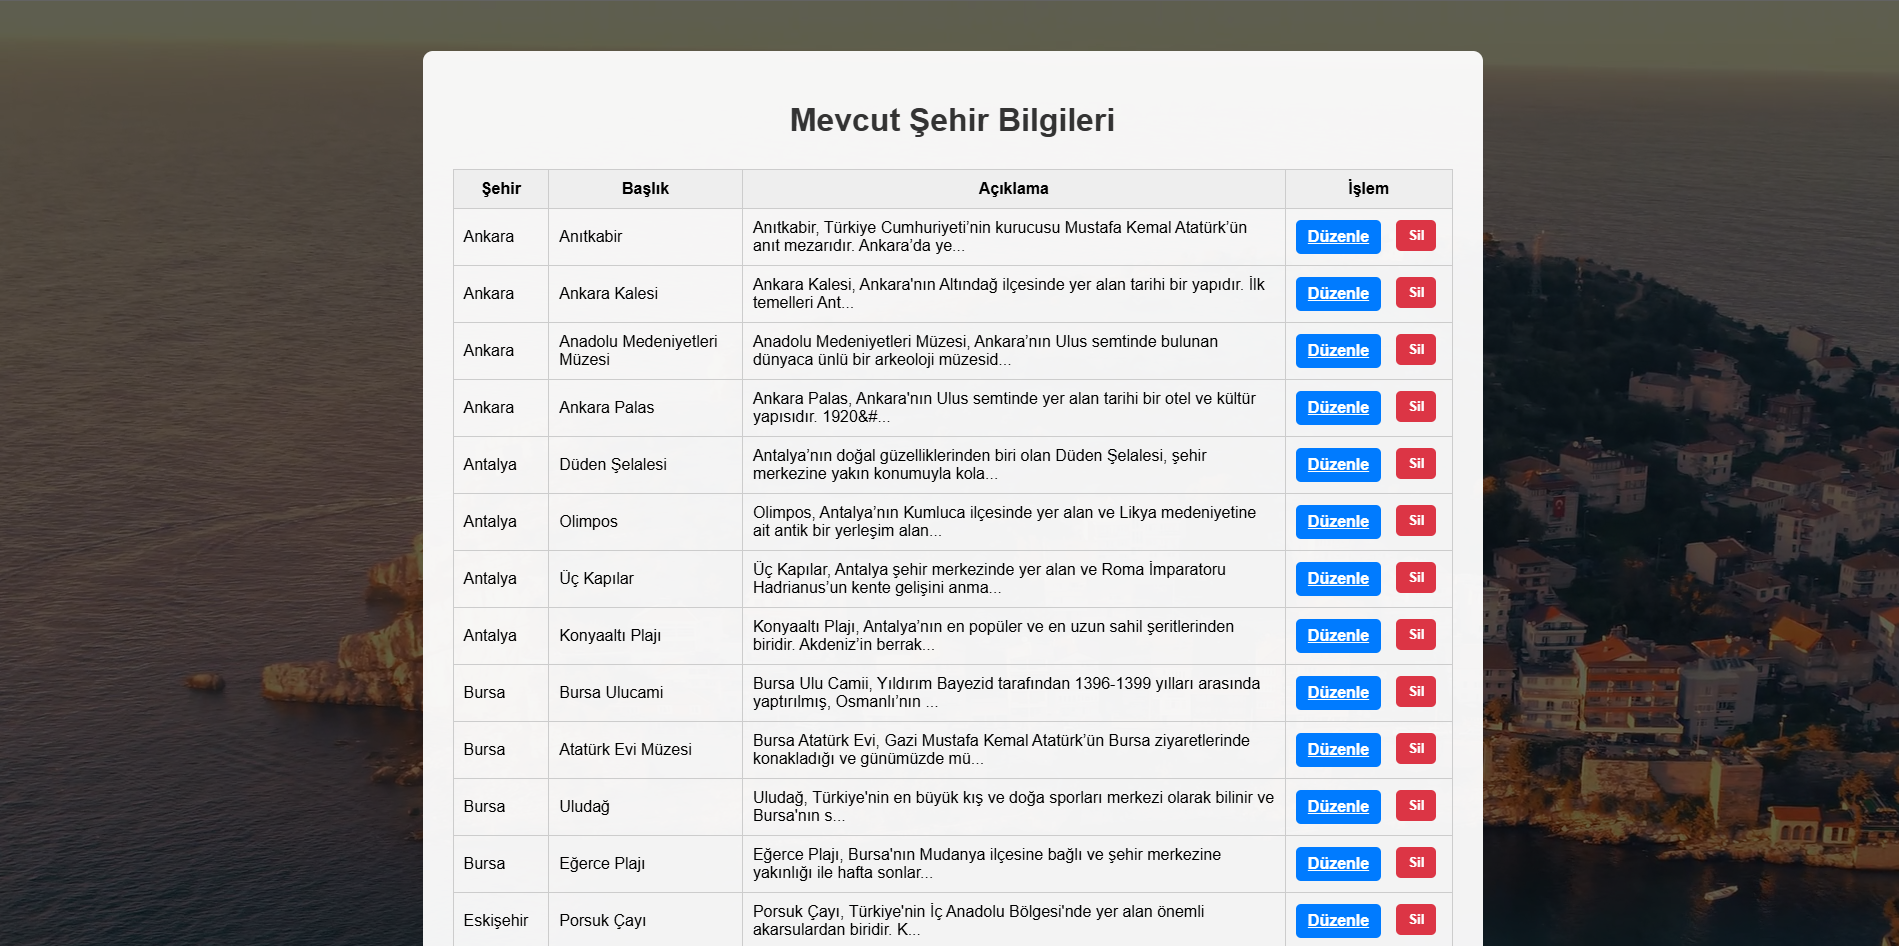 Mevcut Şehir Bilgileri
Şehir Başlık Açıklama İşlem
Ankara Anıtkabir Anıtkabir, Türkiye Cumhuriyeti’nin kurucusu Mustafa Kemal Atatürk’ün
anıt mezarıdır. Ankara’da ye... Düzenle Sil
Ankara Ankara Kalesi Ankara Kalesi, Ankara'nın Altındağ ilçesinde yer alan tarihi bir yapıdır. İlk
temelleri Ant... Düzenle Sil
Ankara Anadolu Medeniyetleri
Müzesi Anadolu Medeniyetleri Müzesi, Ankara’nın Ulus semtinde bulunan
dünyaca ünlü bir arkeoloji müzesid... Düzenle Sil
Ankara Ankara Palas Ankara Palas, Ankara'nın Ulus semtinde yer alan tarihi bir otel ve kültür
yapısıdır. 1920&#... Düzenle Sil
Antalya Düden Şelalesi Antalya’nın doğal güzelliklerinden biri olan Düden Şelalesi, şehir
merkezine yakın konumuyla kola... Düzenle Sil
Antalya Olimpos Olimpos, Antalya’nın Kumluca ilçesinde yer alan ve Likya medeniyetine
ait antik bir yerleşim alan... Düzenle Sil
Antalya Üç Kapılar Üç Kapılar, Antalya şehir merkezinde yer alan ve Roma İmparatoru
Hadrianus’un kente gelişini anma... Düzenle Sil
Antalya Konyaaltı Plajı Konyaaltı Plajı, Antalya’nın en popüler ve en uzun sahil şeritlerinden
biridir. Akdeniz’in berrak... Düzenle Sil
Bursa Bursa Ulucami Bursa Ulu Camii, Yıldırım Bayezid tarafından 1396-1399 yılları arasında
yaptırılmış, Osmanlı’nın ... Düzenle Sil
Bursa Atatürk Evi Müzesi Bursa Atatürk Evi, Gazi Mustafa Kemal Atatürk’ün Bursa ziyaretlerinde
konakladığı ve günümüzde mü... Düzenle Sil
Bursa Uludağ Uludağ, Türkiye'nin en büyük kış ve doğa sporları merkezi olarak bilinir ve
Bursa'nın s... Düzenle Sil
Bursa Eğerce Plajı Eğerce Plajı, Bursa'nın Mudanya ilçesine bağlı ve şehir merkezine
yakınlığı ile hafta sonlar... Düzenle Sil
Eskişehir Porsuk Çayı Porsuk Çayı, Türkiye'nin İç Anadolu Bölgesi'nde yer alan önemli
akarsulardan biridir. K... Düzenle Sil